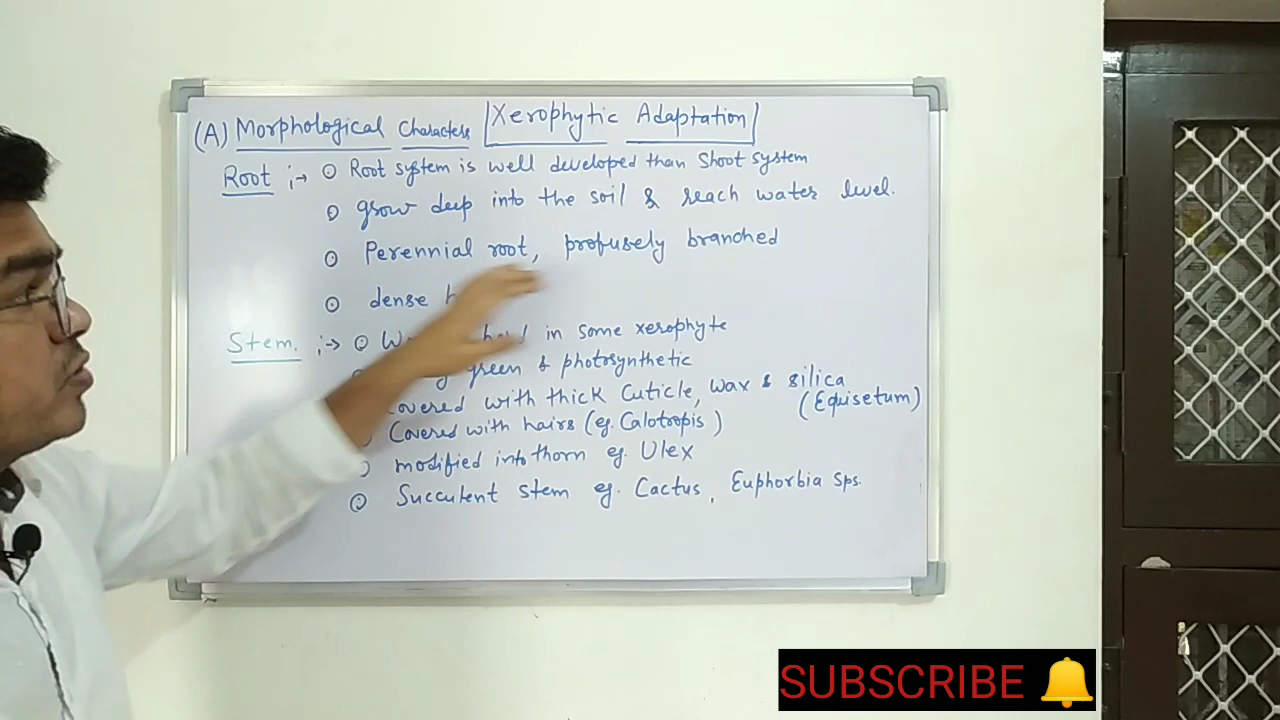 (A) Morphological Characters Xerophytic Adaptation
Root :→ ⊙ Root system is well developed than Shoot system
⊙ grow deep into the soil & reach water level.
⊙ Perennial root, profusely branched
⊙ dense
Stem. :→ ⊙ in some xerophyte
green & photosynthetic
Covered with thick Cuticle, wax & silica
(Equisetum)
⊙ Covered with hairs (eg. Calotropis)
⊙ modified into thorn eg. Ulex
⊙ Succulent stem eg. Cactus, Euphorbia Sps.
SUBSCRIBE